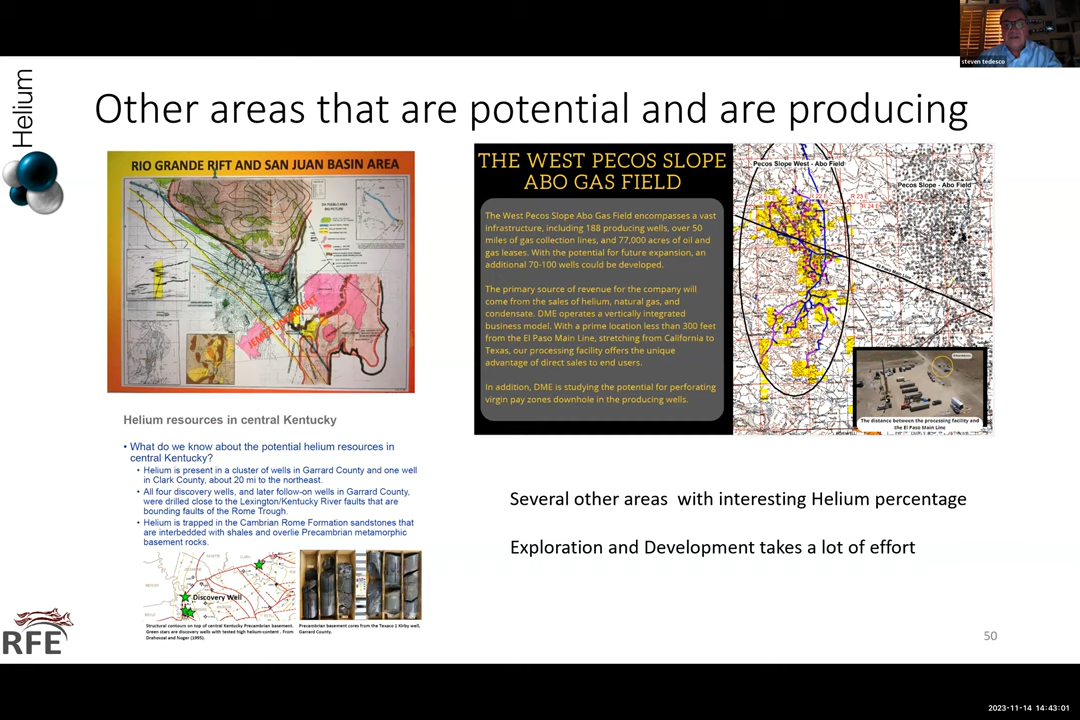 steven tedesco
Helium
Other areas that are potential and are producing
RIO GRANDE RIFT AND SAN JUAN BASIN AREA
JEMEZ LINEAMENT
THE WEST PECOS SLOPE
ABO GAS FIELD
The West Pecos Slope Abo Gas Field encompasses a vast
infrastructure, including 188 producing wells, over 50
miles of gas collection lines, and 77,000 acres of oil and
gas leases. With the potential for future expansion, an
additional 70-100 wells could be developed.
The primary source of revenue for the company will
come from the sales of helium, natural gas, and
condensate. DME operates a vertically integrated
business model. With a prime location less than 300 feet
from the El Paso Main Line, stretching from California to
Texas, our processing facility offers the unique
advantage of direct sales to end users.
In addition, DME is studying the potential for perforating
virgin pay zones downhole in the producing wells.
Pecos Slope West - Abo Field
Pecos Slope - Abo Field
The distance between the processing facility and
the El Paso Main Line
Helium resources in central Kentucky
• What do we know about the potential helium resources in
central Kentucky?
• Helium is present in a cluster of wells in Garrard County and one well
in Clark County, about 20 mi to the northeast.
• All four discovery wells, and later follow-on wells in Garrard County,
were drilled close to the Lexington/Kentucky River faults that are
bounding faults of the Rome Trough.
• Helium is trapped in the Cambrian Rome Formation sandstones that
are interbedded with shales and overlie Precambrian metamorphic
basement rocks.
Discovery Well
Structural contours on top of central Kentucky Precambrian basement.
Green stars are discovery wells with tested high helium-content . From
Drahovzal and Noger (1995).
Precambrian basement cores from the Texaco 1 Kirby well,
Garrard County.
Several other areas with interesting Helium percentage
Exploration and Development takes a lot of effort
RFE
50
2023-11-14 14:43:01